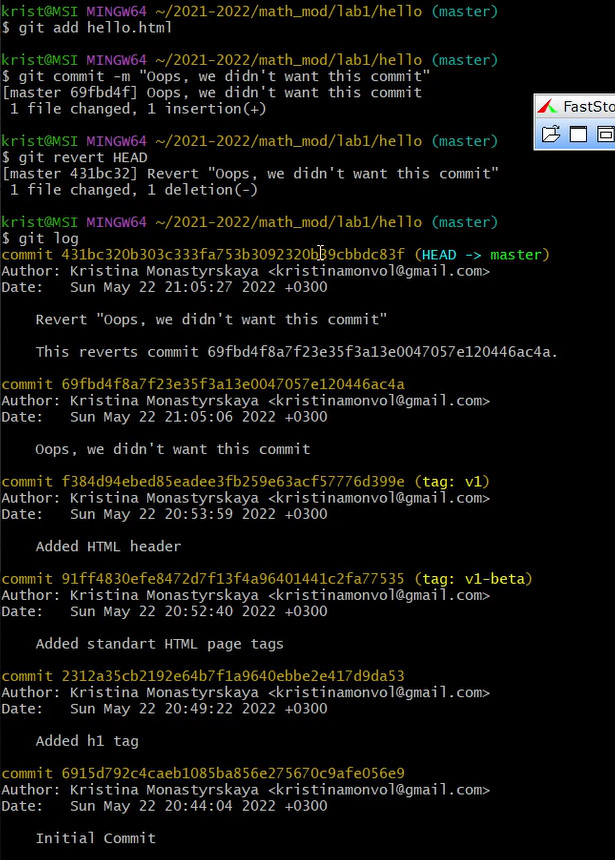 krist@MSI MINGW64 ~/2021-2022/math_mod/lab1/hello (master)
$ git add hello.html
krist@MSI MINGW64 ~/2021-2022/math_mod/lab1/hello (master)
$ git commit -m "Oops, we didn't want this commit"
[master 69fbd4f] Oops, we didn't want this commit
1 file changed, 1 insertion(+)
FastSto
krist@MSI MINGW64 ~/2021-2022/math_mod/lab1/hello (master)
$ git revert HEAD
[master 431bc32] Revert "Oops, we didn't want this commit"
1 file changed, 1 deletion(-)
krist@MSI MINGW64 ~/2021-2022/math_mod/lab1/hello (master)
$ git log
commit 431bc320b303c333fa753b3092320b39cbbdc83f (HEAD -> master)
Author: Kristina Monastyrskaya <kristinamonvol@gmail.com>
Date: Sun May 22 21:05:27 2022 +0300
Revert "Oops, we didn't want this commit"
This reverts commit 69fbd4f8a7f23e35f3a13e0047057e120446ac4a.
commit 69fbd4f8a7f23e35f3a13e0047057e120446ac4a
Author: Kristina Monastyrskaya <kristinamonvol@gmail.com>
Date: Sun May 22 21:05:06 2022 +0300
Oops, we didn't want this commit
commit f384d94ebed85eadee3fb259e63acf57776d399e (tag: v1)
Author: Kristina Monastyrskaya <kristinamonvol@gmail.com>
Date: Sun May 22 20:53:59 2022 +0300
Added HTML header
commit 91ff4830efe8472d7f13f4a96401441c2fa77535 (tag: v1-beta)
Author: Kristina Monastyrskaya <kristinamonvol@gmail.com>
Date: Sun May 22 20:52:40 2022 +0300
Added standart HTML page tags
commit 2312a35cb2192e64b7f1a9640ebbe2e417d9da53
Author: Kristina Monastyrskaya <kristinamonvol@gmail.com>
Date: Sun May 22 20:49:22 2022 +0300
Added h1 tag
commit 6915d792c4caeb1085ba856e275670c9afe056e9
Author: Kristina Monastyrskaya <kristinamonvol@gmail.com>
Date: Sun May 22 20:44:04 2022 +0300
Initial Commit